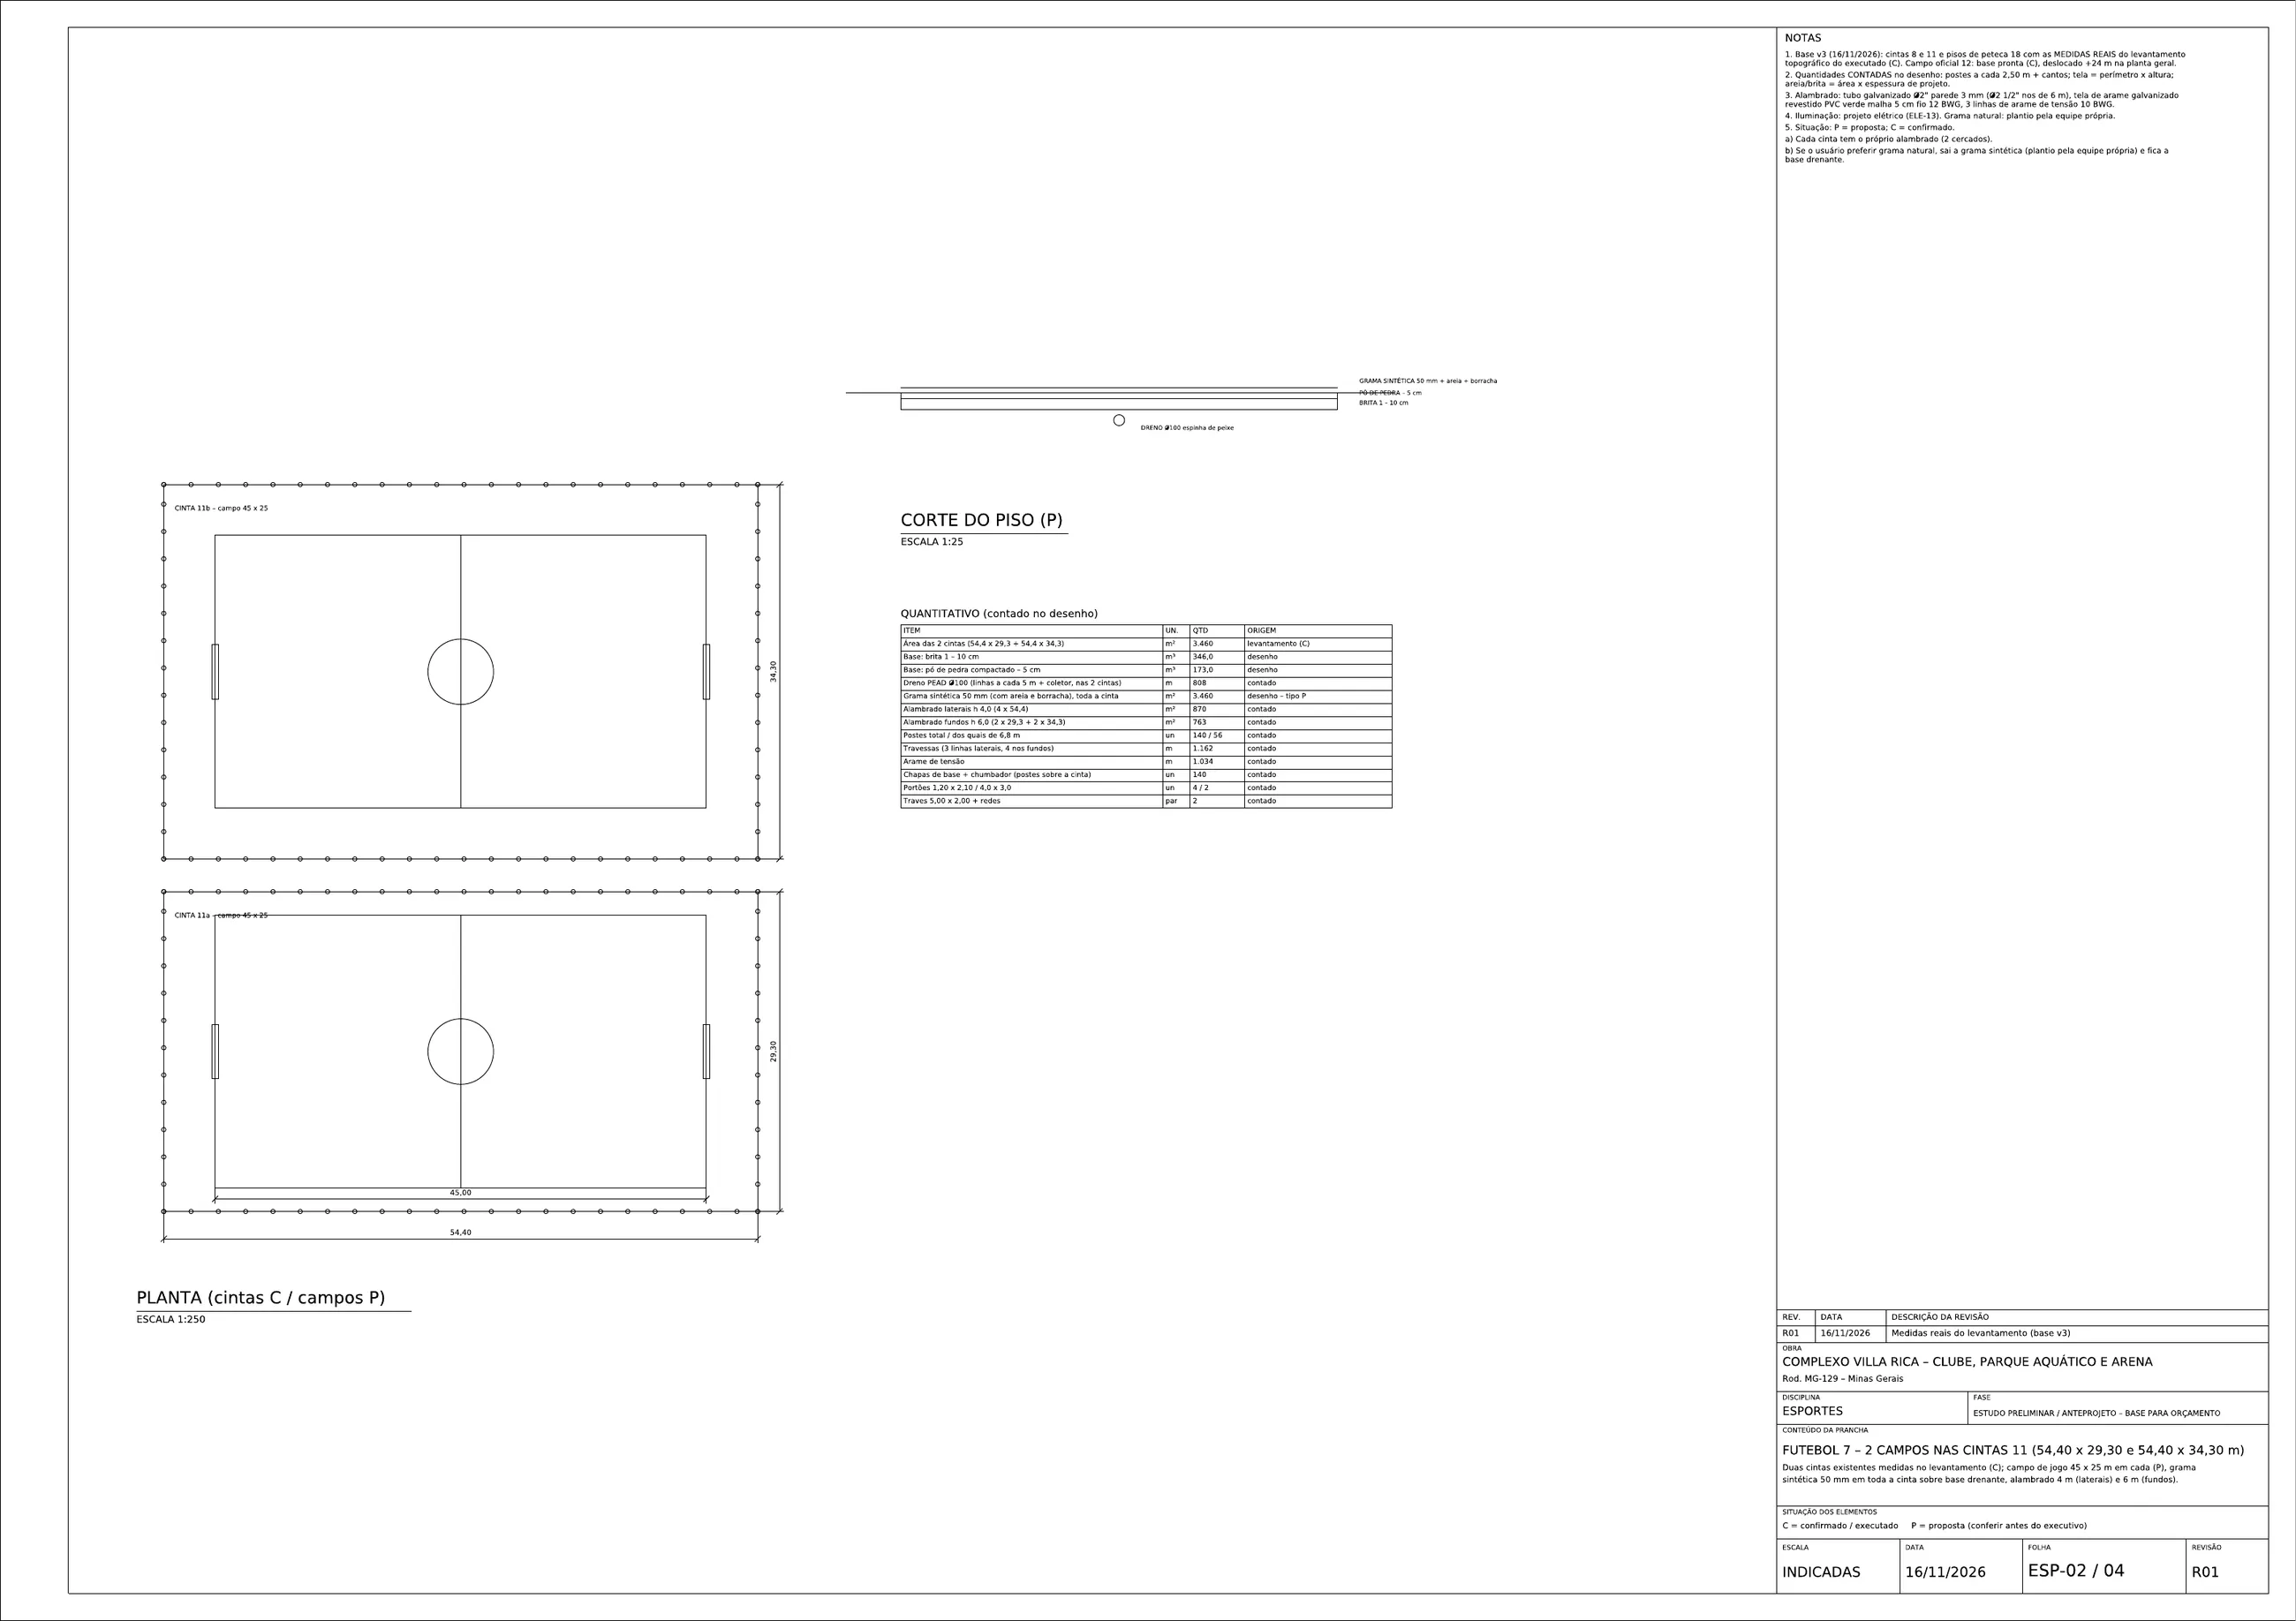 NOTAS
1. Base v3 (16/11/2026): cintas 8 e 11 e pisos de peteca 18 com as MEDIDAS REAIS do levantamento
topográfico do executado (C). Campo oficial 12: base pronta (C), deslocado +24 m na planta geral.
2. Quantidades CONTADAS no desenho: postes a cada 2,50 m + cantos; tela = perímetro x altura;
areia/brita = área x espessura de projeto.
3. Alambrado: tubo galvanizado Ø2" parede 3 mm (Ø2 1/2" nos de 6 m), tela de arame galvanizado
revestido PVC verde malha 5 cm fio 12 BWG, 3 linhas de arame de tensão 10 BWG.
4. Iluminação: projeto elétrico (ELE-13). Grama natural: plantio pela equipe própria.
5. Situação: P = proposta; C = confirmado.
a) Cada cinta tem o próprio alambrado (2 cercados).
b) Se o usuário preferir grama natural, sai a grama sintética (plantio pela equipe própria) e fica a
base drenante.
GRAMA SINTÉTICA 50 mm + areia + borracha
PÓ DE PEDRA – 5 cm
BRITA 1 – 10 cm
DRENO Ø100 espinha de peixe
CORTE DO PISO (P)
ESCALA 1:25
CINTA 11b – campo 45 x 25
34,30
QUANTITATIVO (contado no desenho)
ITEM UN. QTD ORIGEM
Área das 2 cintas (54,4 x 29,3 + 54,4 x 34,3) m² 3.460 levantamento (C)
Base: brita 1 – 10 cm m³ 346,0 desenho
Base: pó de pedra compactado – 5 cm m³ 173,0 desenho
Dreno PEAD Ø100 (linhas a cada 5 m + coletor, nas 2 cintas) m 808 contado
Grama sintética 50 mm (com areia e borracha), toda a cinta m² 3.460 desenho – tipo P
Alambrado laterais h 4,0 (4 x 54,4) m² 870 contado
Alambrado fundos h 6,0 (2 x 29,3 + 2 x 34,3) m² 763 contado
Postes total / dos quais de 6,8 m un 140 / 56 contado
Travessas (3 linhas laterais, 4 nos fundos) m 1.162 contado
Arame de tensão m 1.034 contado
Chapas de base + chumbador (postes sobre a cinta) un 140 contado
Portões 1,20 x 2,10 / 4,0 x 3,0 un 4 / 2 contado
Traves 5,00 x 2,00 + redes par 2 contado
CINTA 11a – campo 45 x 25
29,30
45,00
54,40
PLANTA (cintas C / campos P)
ESCALA 1:250
REV. DATA DESCRIÇÃO DA REVISÃO
R01 16/11/2026 Medidas reais do levantamento (base v3)
OBRA
COMPLEXO VILLA RICA – CLUBE, PARQUE AQUÁTICO E ARENA
Rod. MG-129 – Minas Gerais
DISCIPLINA FASE
ESPORTES ESTUDO PRELIMINAR / ANTEPROJETO – BASE PARA ORÇAMENTO
CONTEÚDO DA PRANCHA
FUTEBOL 7 – 2 CAMPOS NAS CINTAS 11 (54,40 x 29,30 e 54,40 x 34,30 m)
Duas cintas existentes medidas no levantamento (C); campo de jogo 45 x 25 m em cada (P), grama
sintética 50 mm em toda a cinta sobre base drenante, alambrado 4 m (laterais) e 6 m (fundos).
SITUAÇÃO DOS ELEMENTOS
C = confirmado / executado P = proposta (conferir antes do executivo)
ESCALA DATA FOLHA REVISÃO
INDICADAS 16/11/2026 ESP-02 / 04 R01